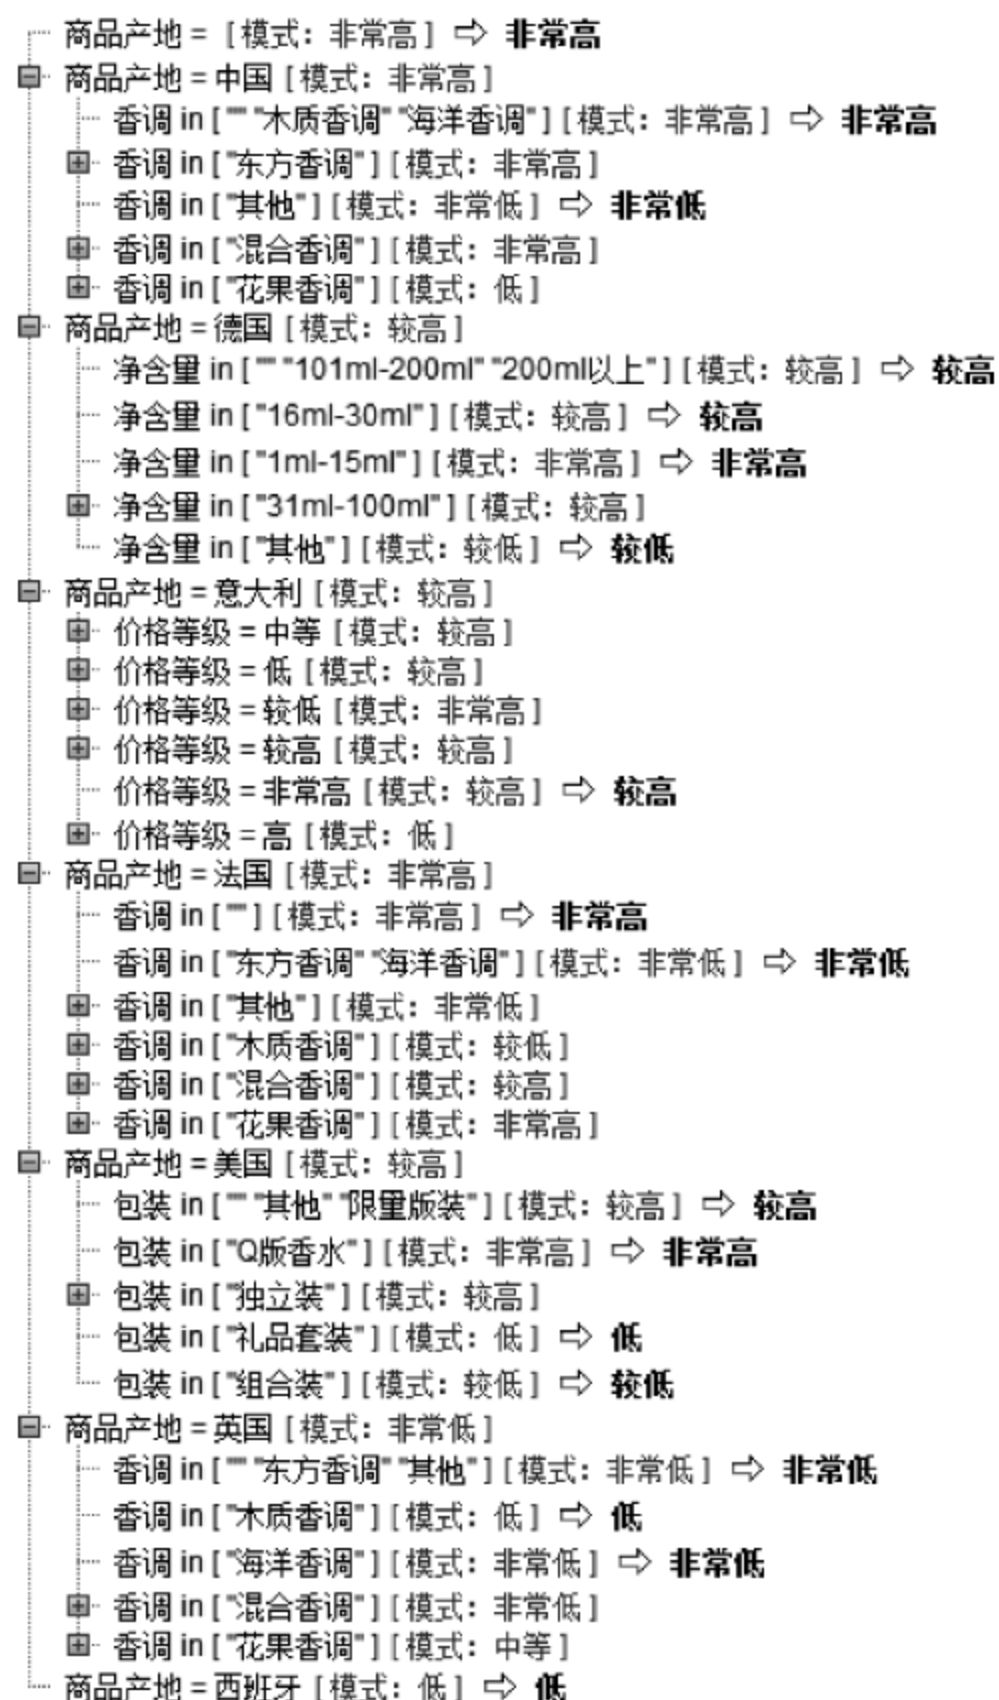 商品产地 = [模式：非常高] ⇨ 非常高
商品产地 = 中国 [模式：非常高]
香调 in ["" "木质香调" "海洋香调"] [模式：非常高] ⇨ 非常高
香调 in ["东方香调"] [模式：非常高]
香调 in ["其他"] [模式：非常低] ⇨ 非常低
香调 in ["混合香调"] [模式：非常高]
香调 in ["花果香调"] [模式：低]
商品产地 = 德国 [模式：较高]
净含量 in ["" "101ml-200ml" "200ml以上"] [模式：较高] ⇨ 较高
净含量 in ["16ml-30ml"] [模式：较高] ⇨ 较高
净含量 in ["1ml-15ml"] [模式：非常高] ⇨ 非常高
净含量 in ["31ml-100ml"] [模式：较高]
净含量 in ["其他"] [模式：较低] ⇨ 较低
商品产地 = 意大利 [模式：较高]
价格等级 = 中等 [模式：较高]
价格等级 = 低 [模式：较高]
价格等级 = 较低 [模式：非常高]
价格等级 = 较高 [模式：较高]
价格等级 = 非常高 [模式：较高] ⇨ 较高
价格等级 = 高 [模式：低]
商品产地 = 法国 [模式：非常高]
香调 in [""] [模式：非常高] ⇨ 非常高
香调 in ["东方香调" "海洋香调"] [模式：非常低] ⇨ 非常低
香调 in ["其他"] [模式：非常低]
香调 in ["木质香调"] [模式：较低]
香调 in ["混合香调"] [模式：较高]
香调 in ["花果香调"] [模式：非常高]
商品产地 = 美国 [模式：较高]
包装 in ["" "其他" "限量版装"] [模式：较高] ⇨ 较高
包装 in ["Q版香水"] [模式：非常高] ⇨ 非常高
包装 in ["独立装"] [模式：较高]
包装 in ["礼品套装"] [模式：低] ⇨ 低
包装 in ["组合装"] [模式：较低] ⇨ 较低
商品产地 = 英国 [模式：非常低]
香调 in ["" "东方香调" "其他"] [模式：非常低] ⇨ 非常低
香调 in ["木质香调"] [模式：低] ⇨ 低
香调 in ["海洋香调"] [模式：非常低] ⇨ 非常低
香调 in ["混合香调"] [模式：非常低]
香调 in ["花果香调"] [模式：中等]
商品产地 = 西班牙 [模式：低] ⇨ 低